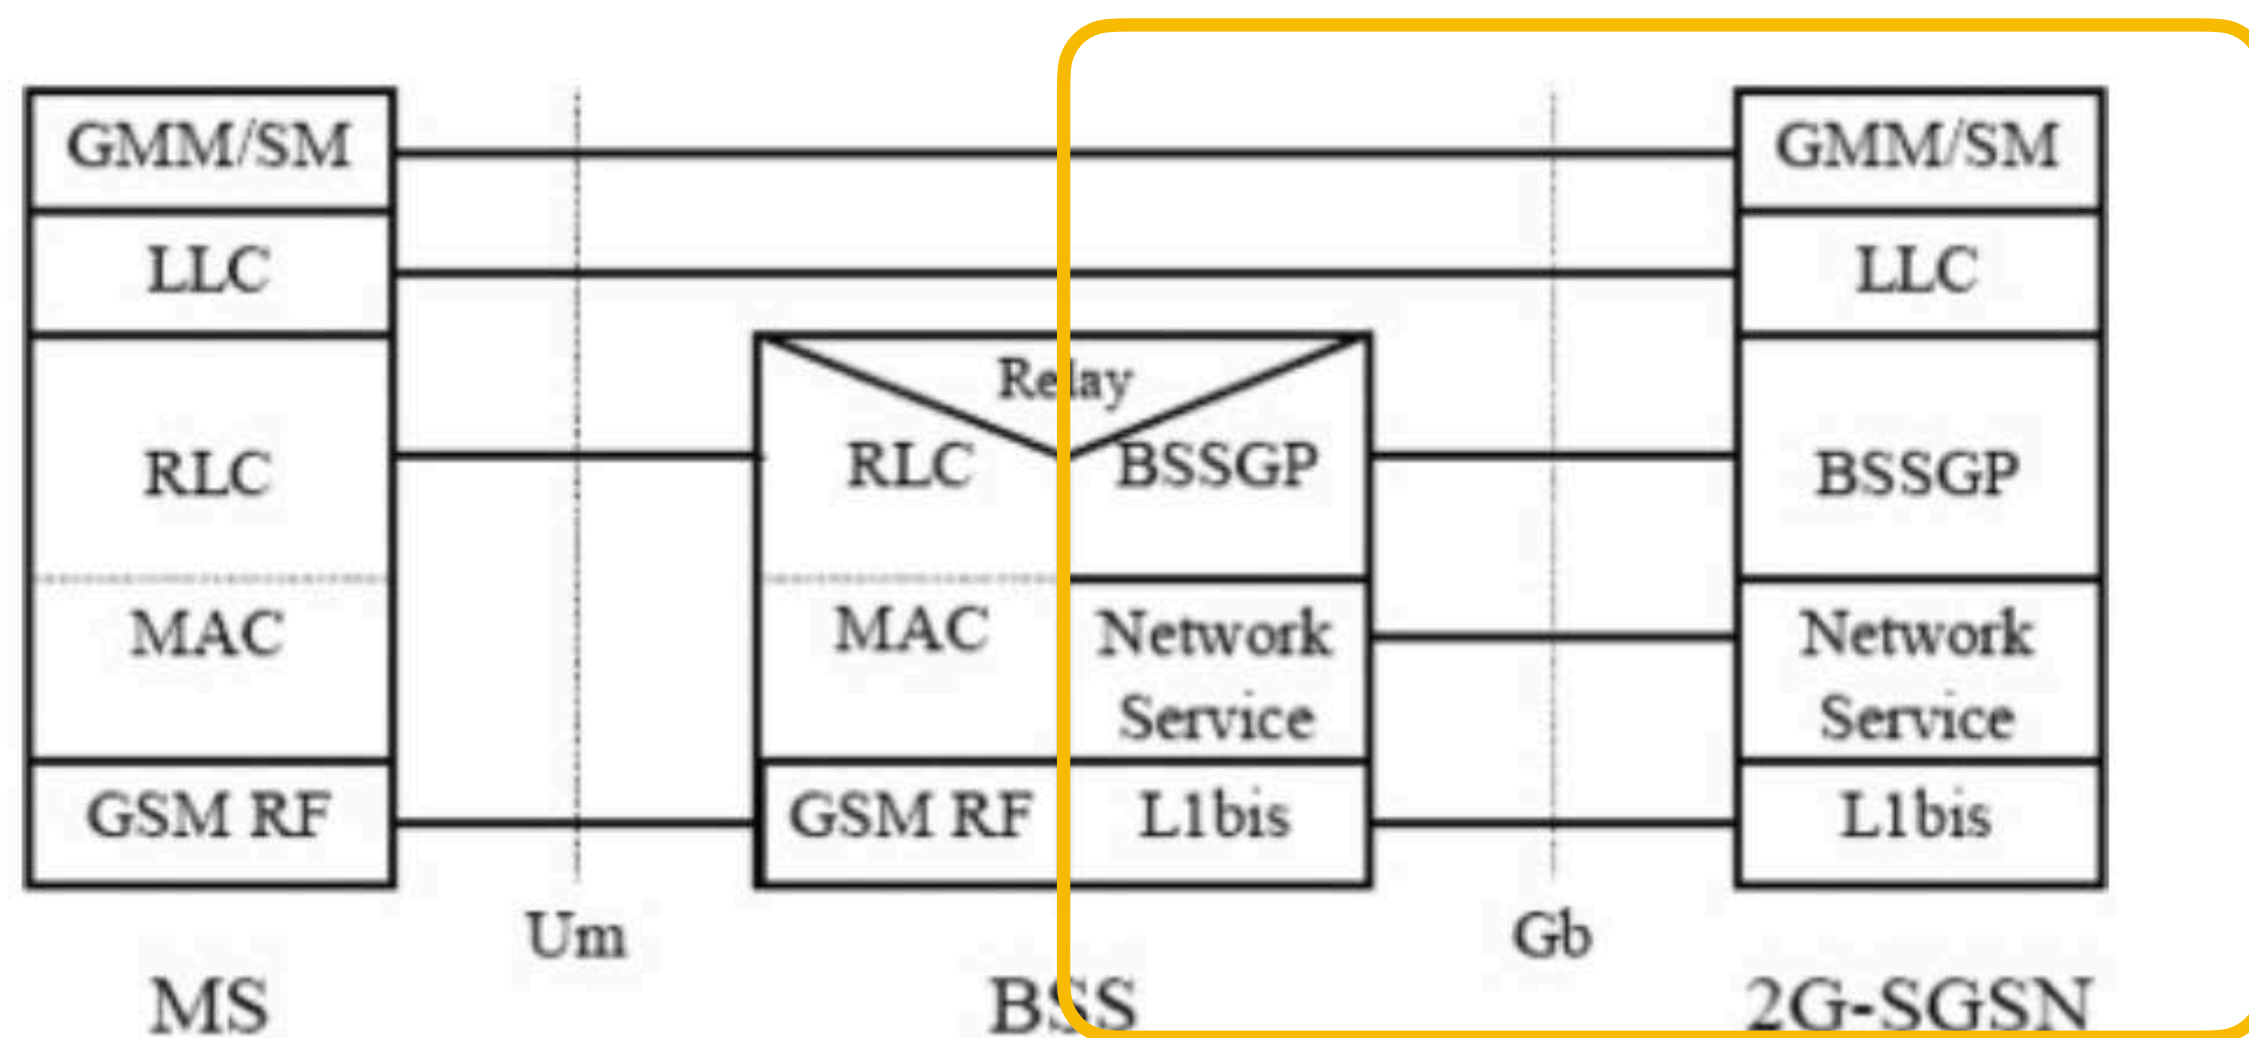 GMM/SM
LLC
RLC
MAC
GSM RF
MS
Um
Relay
RLC
BSSGP
MAC
Network
Service
GSM RF
L1bis
BSS
Gb
GMM/SM
LLC
BSSGP
Network
Service
L1bis
2G-SGSN